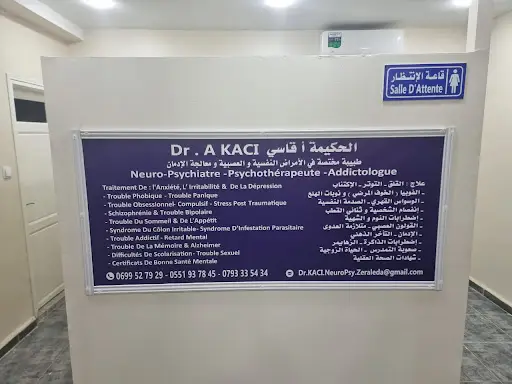 قاعة الإنتظار
Salle D'Attente
Dr . A KACI الحكيمة أ قاسي
طبيبة مختصة في الأمراض النفسية و العصبية و معالجة الإدمان
Neuro-Psychiatre -Psychothérapeute -Addictologue
Traitement De : l'Anxiété, L' Irritabilité & De La Dépression
- Trouble Phobique - Trouble Panique
- Trouble Obsessionnel- Compulsif - Stress Post Traumatique
- Schizophrénie & Trouble Bipolaire
- Trouble Du Sommeil & De L'Appétit
- Syndrome Du Côlon Irritable- Syndrome D'Infestation Parasitaire
- Trouble Addictif - Retard Mental
- Trouble De La Mémoire & Alzheimer
- Difficultés De Scolarisation - Trouble Sexuel
- Certificats De Bonne Santé Mentale
علاج : القلق - التوتر - الإكتئاب
- الفوبيا ( الخوف المرضي ) و نوبات الهلع
- الوسواس القهري - الصدمة النفسية
- إنفصام الشخصية و ثنائي القطب
- إضطرابات النوم و الشهية
- القولون العصبي - متلازمة العدوى
- الإدمان - التأخر الذهني
- إضطرابات الذاكرة - الزهايمر
- صعوبة التمدرس - الحياة الزوجية
- شهادات الصحة العقلية
0699 52 79 29 - 0551 93 78 45 - 0793 33 54 34
Dr.KACI.NeuroPsy.Zeraleda@gmail.com